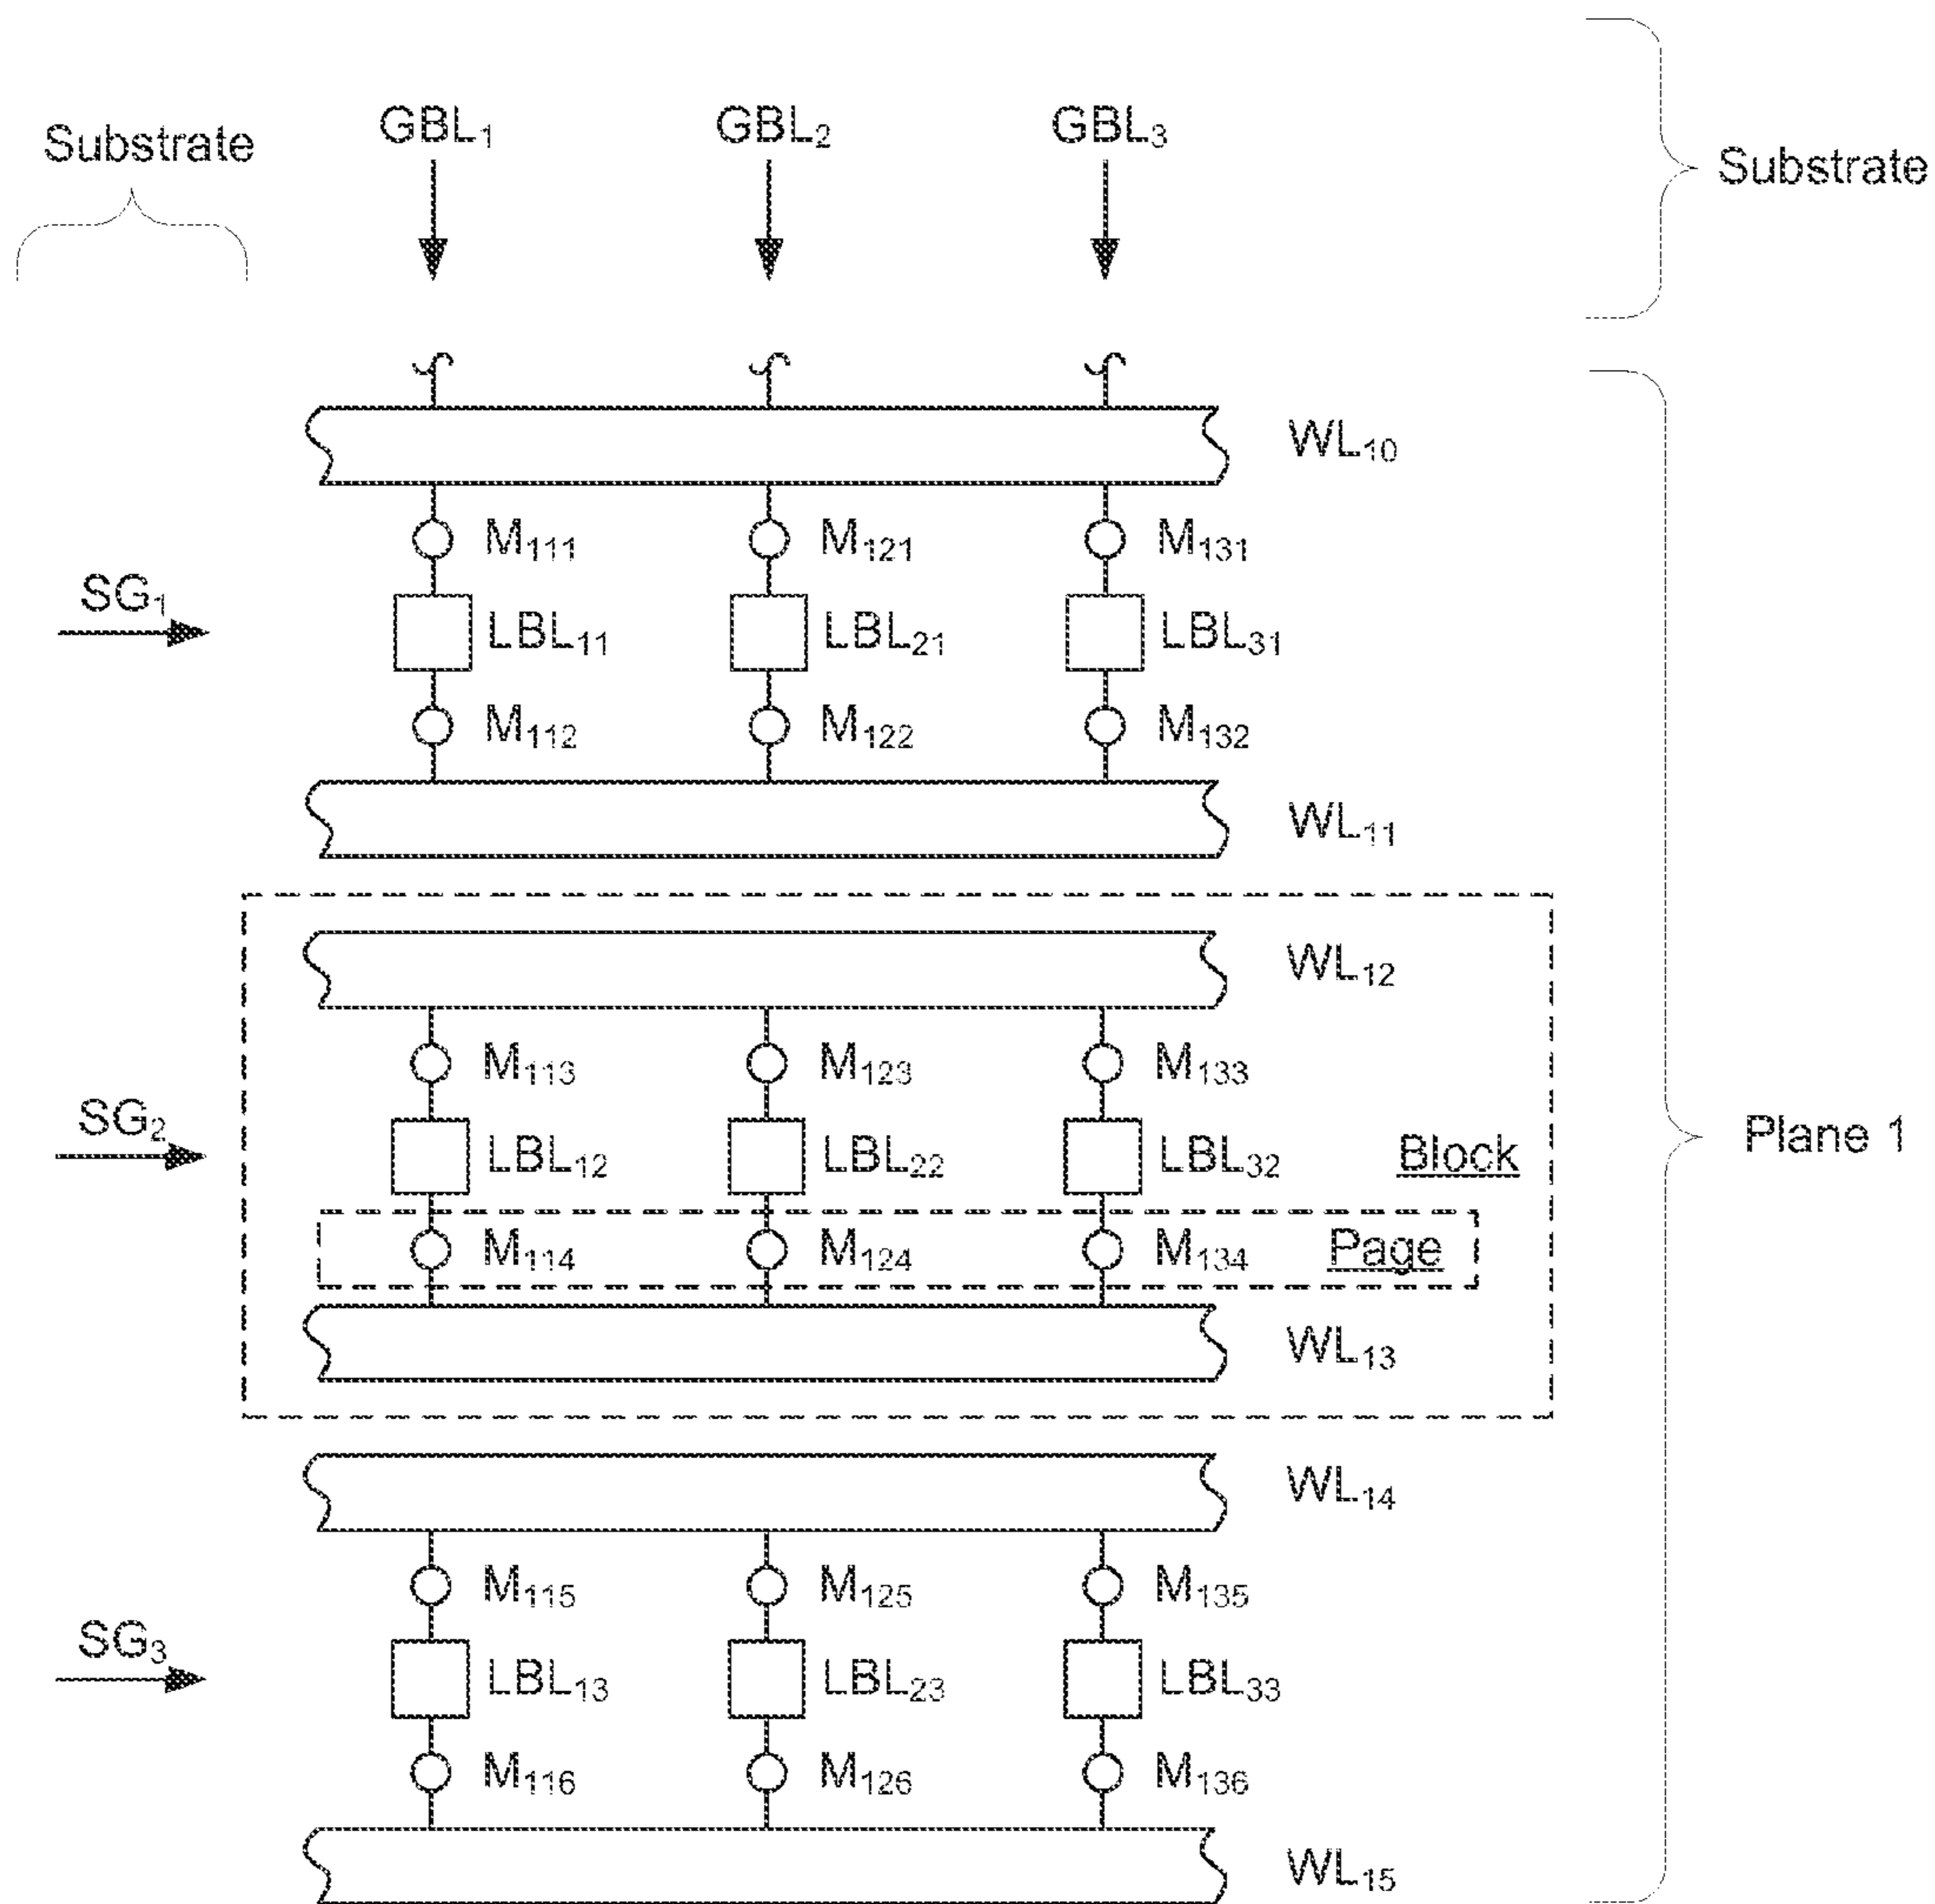 GBL₁ GBL₂ GBL₃
Substrate
Substrate
WL₁₀
M₁₁₁ M₁₂₁ M₁₃₁
SG₁
LBL₁₁ LBL₂₁ LBL₃₁
M₁₁₂ M₁₂₂ M₁₃₂
WL₁₁
WL₁₂
M₁₁₃ M₁₂₃ M₁₃₃
SG₂
LBL₁₂ LBL₂₂ LBL₃₂
Block
Plane 1
M₁₁₄ M₁₂₄ M₁₃₄ Page
WL₁₃
WL₁₄
M₁₁₅ M₁₂₅ M₁₃₅
SG₃
LBL₁₃ LBL₂₃ LBL₃₃
M₁₁₆ M₁₂₆ M₁₃₆
WL₁₅